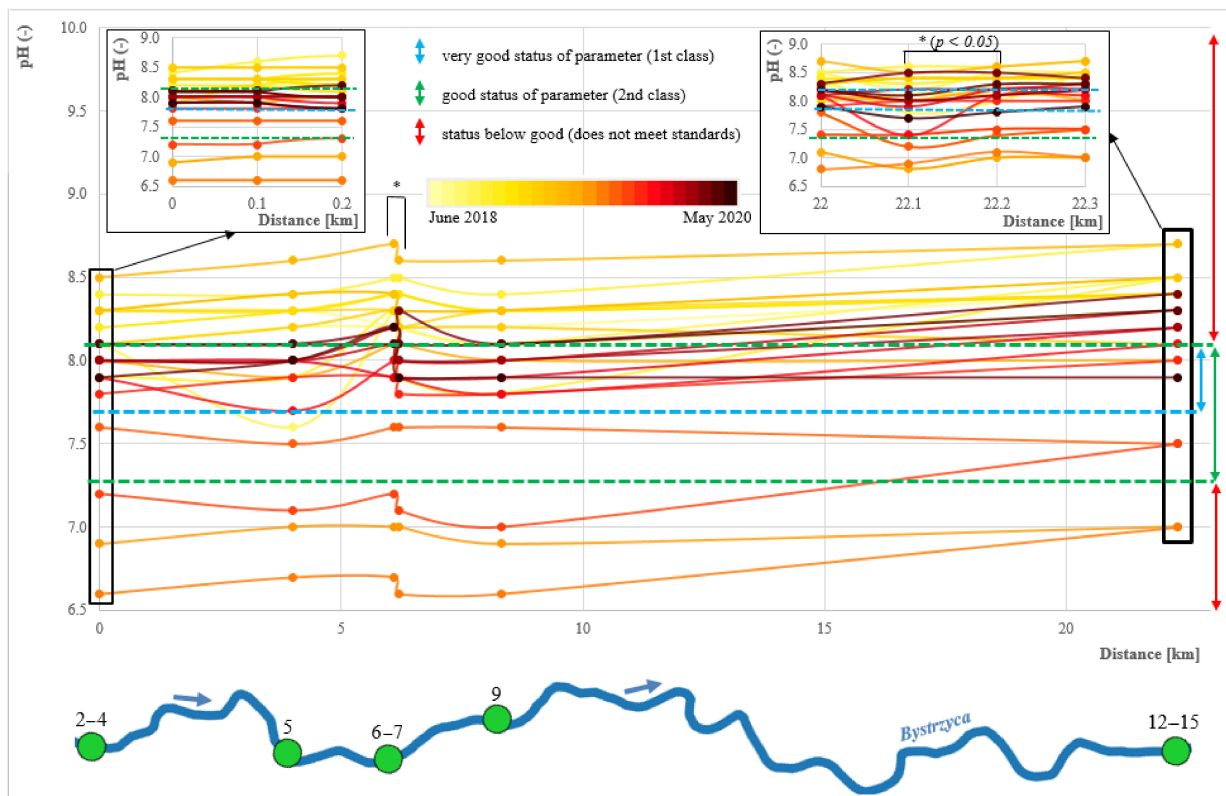 10.0
9.5
9.0
8.5
8.0
7.5
7.0
6.5
pH (-)
9.0
8.5
8.0
7.5
7.0
6.5
pH (-)
0
0.1
0.2
Distance [km]
very good status of parameter (1st class)
good status of parameter (2nd class)
status below good (does not meet standards)
June 2018
May 2020
*
* (p < 0.05)
9.0
8.5
8.0
7.5
7.0
6.5
pH (-)
22
22.1
22.2
22.3
Distance [km]
0
5
10
15
20
Distance [km]
2–4
5
6–7
9
Bystrzyca
12–15